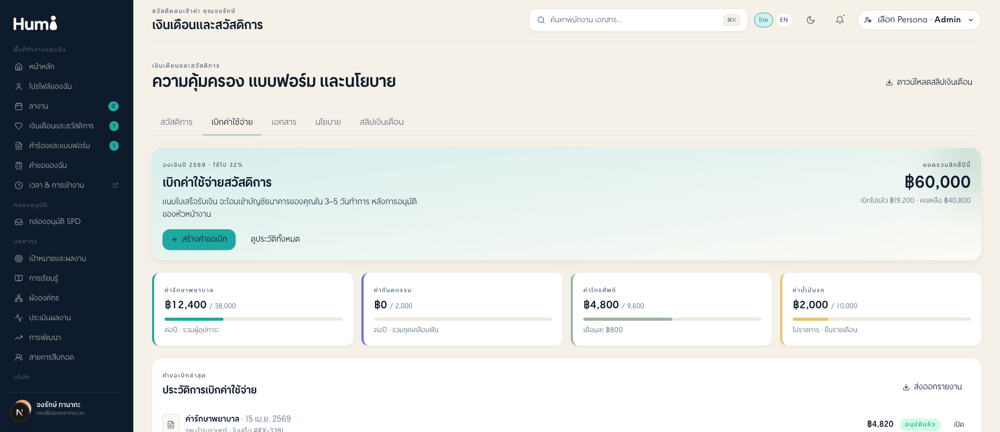 Humi
พื้นที่ทำงานของฉัน
หน้าหลัก
โปรไฟล์ของฉัน
ลางาน 2
เงินเดือนและสวัสดิการ 1
คำร้องและแบบฟอร์ม 1
คำขอของฉัน
เวลา & การเข้างาน
กล่องอนุมัติ
กล่องอนุมัติ SPD
บุคลากร
เป้าหมายและผลงาน
การเรียนรู้
ผังองค์กร
ประเมินผลงาน
การพัฒนา
สายการสืบทอด
บริษัท
N
จงรักษ์ ทานากะ
กดเพื่อออกจากระบบ
สวัสดีตอนเช้าค่ะ คุณจงรักษ์
เงินเดือนและสวัสดิการ
ค้นหาพนักงาน เอกสาร... ⌘K
ไทย EN
เลือก Persona · Admin
เงินเดือนและสวัสดิการ
ความคุ้มครอง แบบฟอร์ม และนโยบาย
ดาวน์โหลดสลิปเงินเดือน
สวัสดิการ เบิกค่าใช้จ่าย เอกสาร นโยบาย สลิปเงินเดือน
วงเงินปี 2569 · ใช้ไป 32%
เบิกค่าใช้จ่ายสวัสดิการ
แนบใบเสร็จรับเงิน จะโอนเข้าบัญชีธนาคารของคุณใน 3–5 วันทำการ หลังการอนุมัติ
ของหัวหน้างาน
+ สร้างคำขอเบิก ดูประวัติทั้งหมด
ยอดรวมสิทธิ์ปีนี้
฿60,000
เบิกไปแล้ว ฿19,200 · คงเหลือ ฿40,800
ค่ารักษาพยาบาล
฿12,400 / 38,000
ต่อปี · รวมผู้อุปการะ
ค่าทันตกรรม
฿0 / 2,000
ต่อปี · รวมขูดเคลือบฟัน
ค่าโทรศัพท์
฿4,800 / 9,600
เดือนละ ฿800
ค่าน้ำมันรถ
฿2,000 / 10,000
ไปราชการ · ยื่นรายเดือน
คำขอเบิกล่าสุด
ประวัติการเบิกค่าใช้จ่าย
ส่งออกรายงาน
ค่ารักษาพยาบาล · 15 เม.ย. 2569
รพ.บำรุงราษฎร์ · ใบเสร็จ #RX-3381
฿4,820 อนุมัติแล้ว เปิด